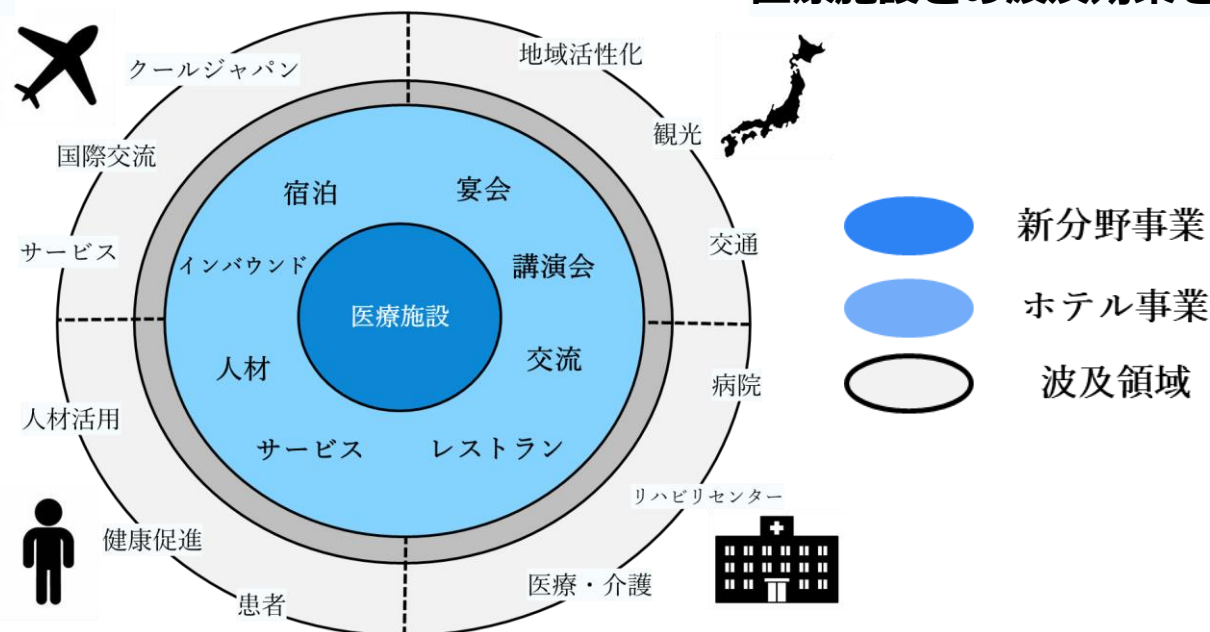 クールジャパン
地域活性化
国際交流
観光
サービス
交通
宿泊
宴会
インバウンド
講演会
医療施設
人材
交流
サービス
レストラン
人材活用
病院
健康促進
リハビリセンター
患者
医療・介護
新分野事業
ホテル事業
波及領域